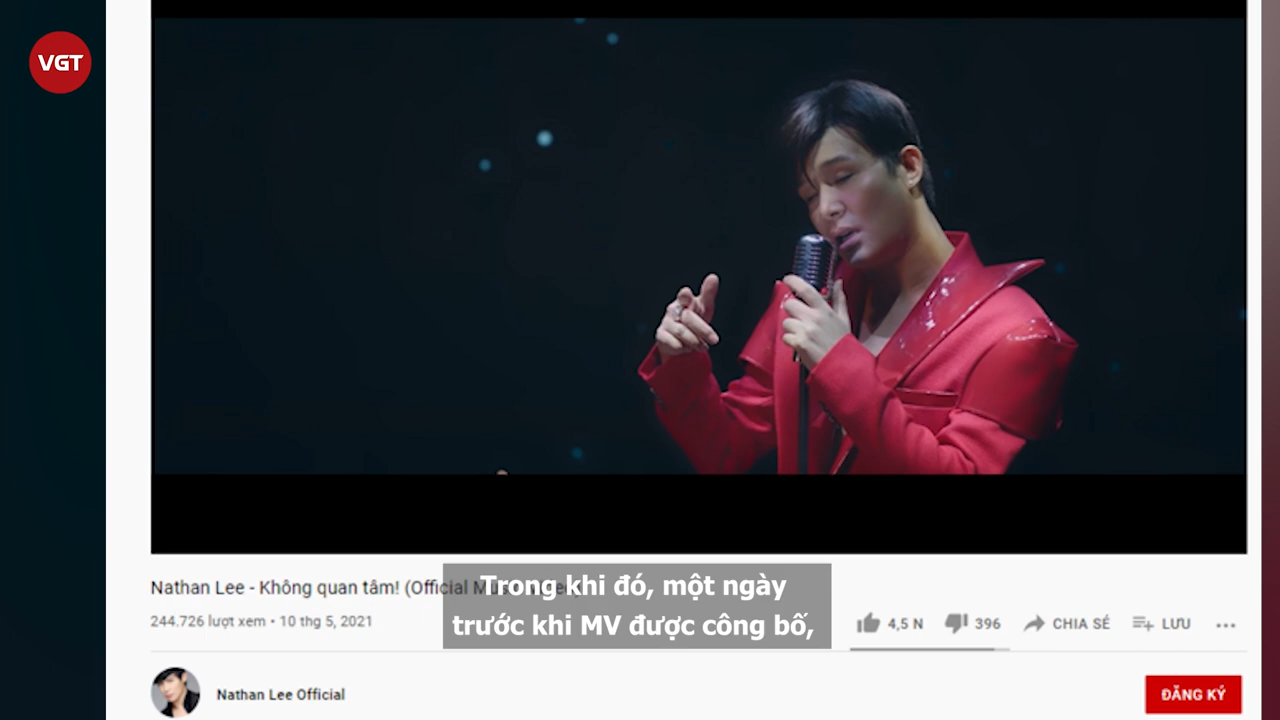 VGT
Nathan Lee - Không quan tâm! (Official
Trong khi đó, một ngày
trước khi MV được công bố,
244.726 lượt xem • 10 thg 5, 2021
4,5 N
396
CHIA SẺ
LƯU
Nathan Lee Official
ĐĂNG KÝ